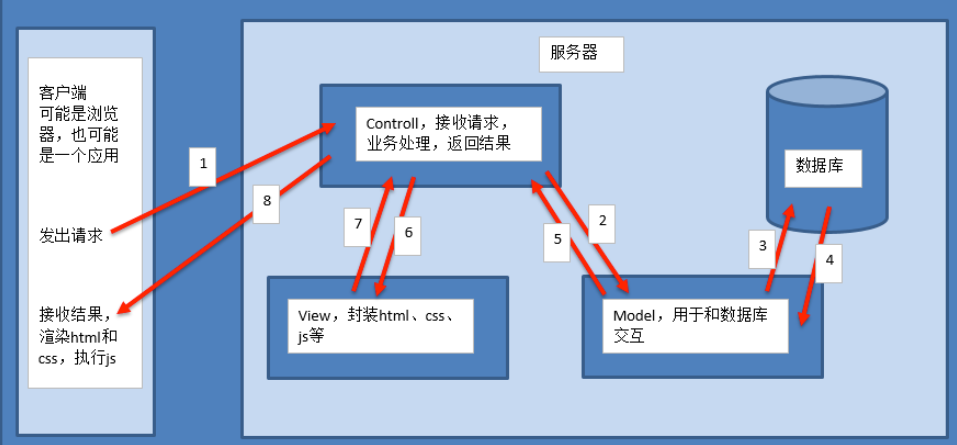 服务器
客户端
可能是浏览
器，也可能
是一个应用
Controll，接收请求，
业务处理，返回结果
数据库
1
8
发出请求
7
6
5
2
3
4
接收结果，
渲染html和
css，执行js
View，封装html、css、
js等
Model，用于和数据库
交互